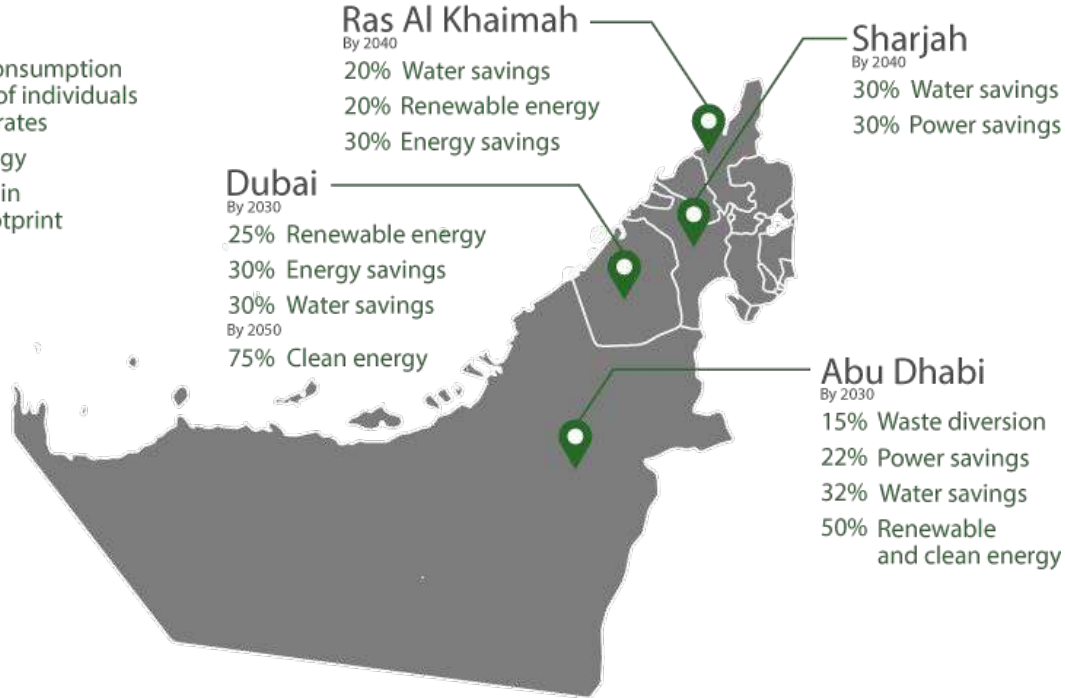 onsumption
of individuals
rates
gy
in
otprint
Ras Al Khaimah
By 2040
20% Water savings
20% Renewable energy
30% Energy savings
Sharjah
By 2040
30% Water savings
30% Power savings
Dubai
By 2030
25% Renewable energy
30% Energy savings
30% Water savings
By 2050
75% Clean energy
Abu Dhabi
By 2030
15% Waste diversion
22% Power savings
32% Water savings
50% Renewable
and clean energy